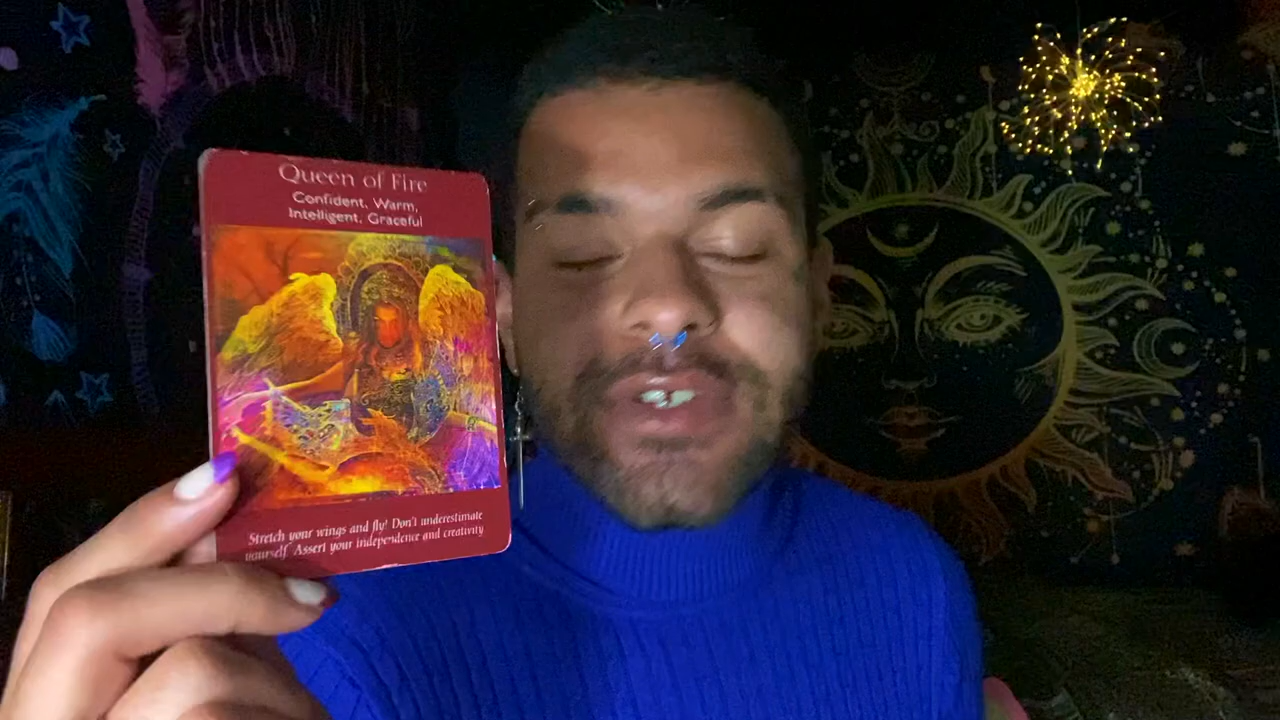 Queen of Fire
Confident, Warm,
Intelligent, Graceful
Stretch your wings and fly! Don't underestimate
yourself. Assert your independence and creativity